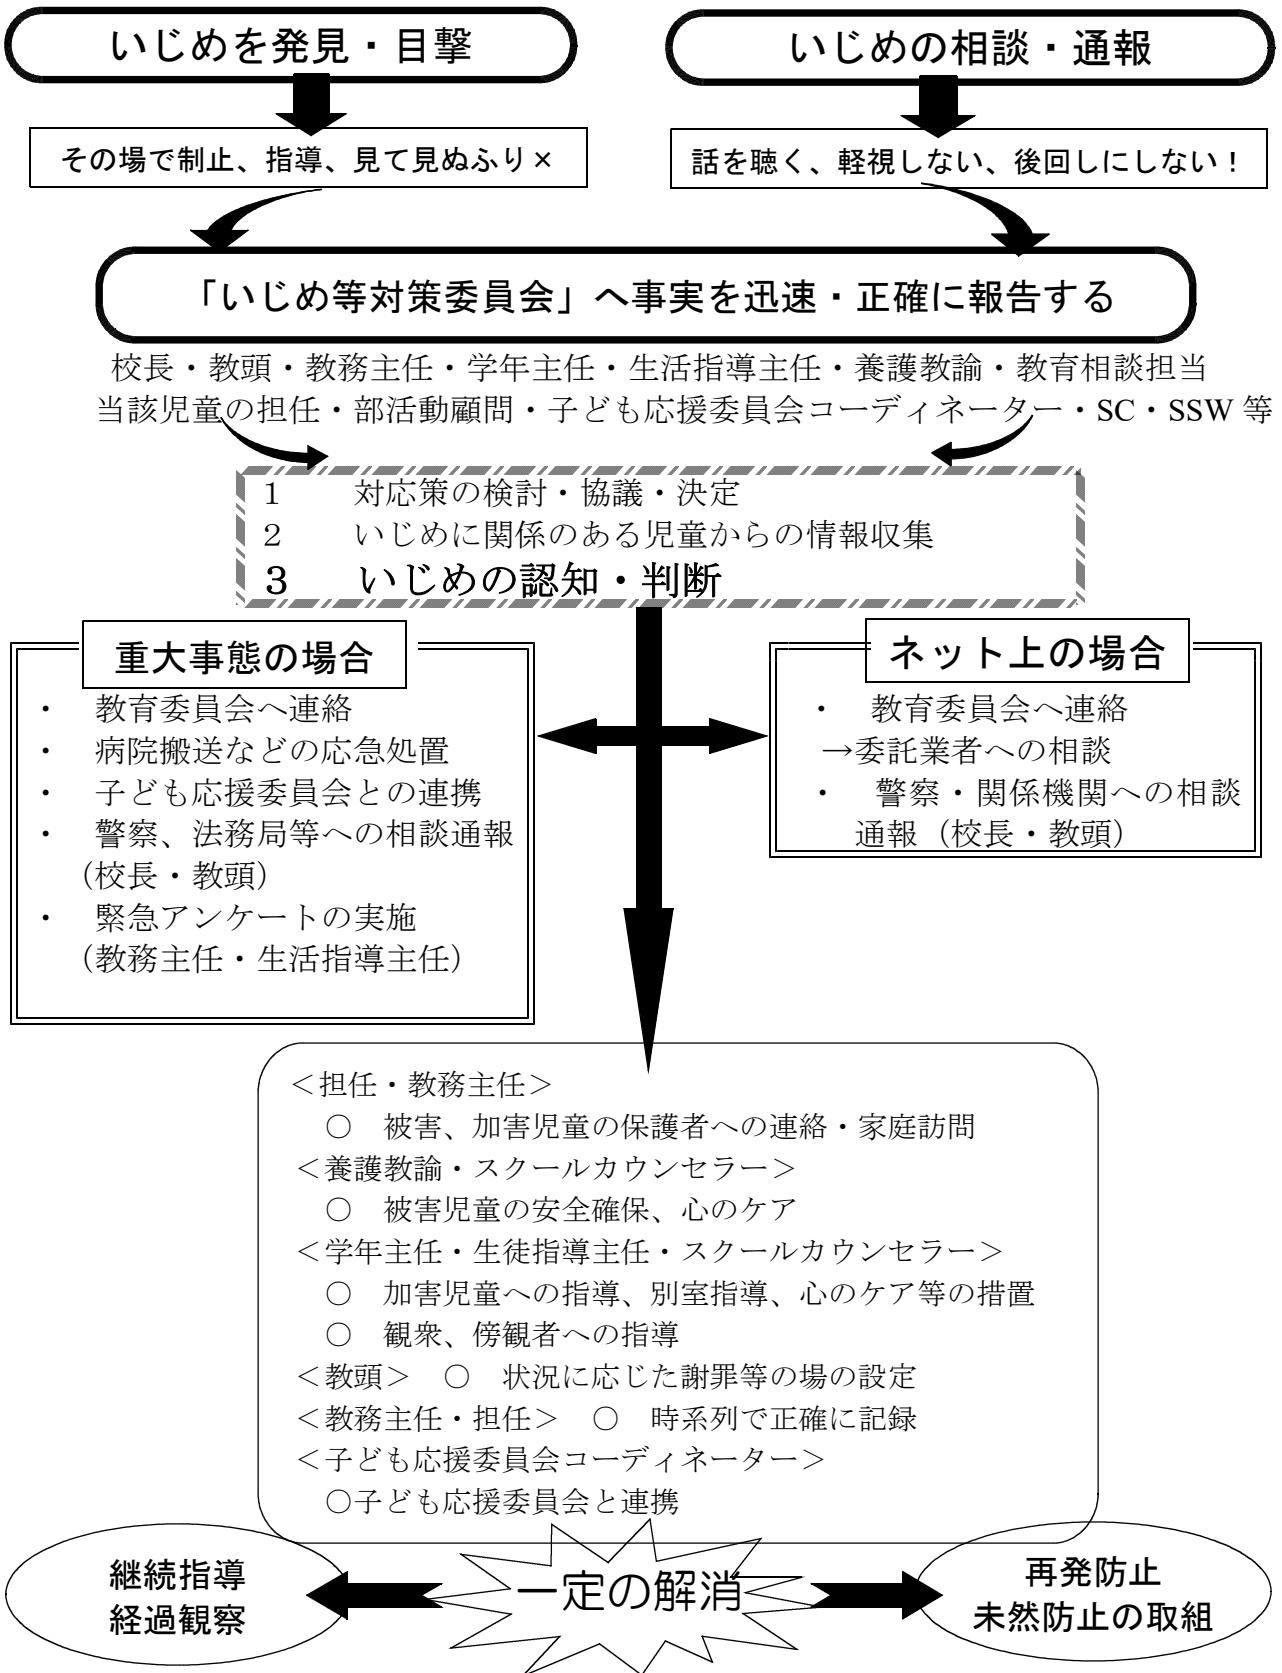 いじめを発見・目撃
いじめの相談・通報
その場で制止、指導、見て見ぬふり×
話を聴く、軽視しない、後回しにしない！
「いじめ等対策委員会」へ事実を迅速・正確に報告する
校長・教頭・教務主任・学年主任・生活指導主任・養護教諭・教育相談担当
当該児童の担任・部活動顧問・子ども応援委員会コーディネーター・SC・SSW 等
１　対応策の検討・協議・決定
２　いじめに関係のある児童からの情報収集
３　いじめの認知・判断
重大事態の場合
・　教育委員会へ連絡
・　病院搬送などの応急処置
・　子ども応援委員会との連携
・　警察、法務局等への相談通報
（校長・教頭）
・　緊急アンケートの実施
（教務主任・生活指導主任）
ネット上の場合
・　教育委員会へ連絡
→委託業者への相談
・　警察・関係機関への相談
通報（校長・教頭）
＜担任・教務主任＞
○　被害、加害児童の保護者への連絡・家庭訪問
＜養護教諭・スクールカウンセラー＞
○　被害児童の安全確保、心のケア
＜学年主任・生徒指導主任・スクールカウンセラー＞
○　加害児童への指導、別室指導、心のケア等の措置
○　観衆、傍観者への指導
＜教頭＞　○　状況に応じた謝罪等の場の設定
＜教務主任・担任＞　○　時系列で正確に記録
＜子ども応援委員会コーディネーター＞
○子ども応援委員会と連携
継続指導
経過観察
一定の解消
再発防止
未然防止の取組